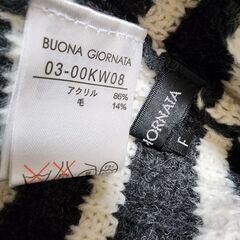 BUONA GIORNATA
03-00KW08
アクリル 86%
毛 14%
GIORNATA
F